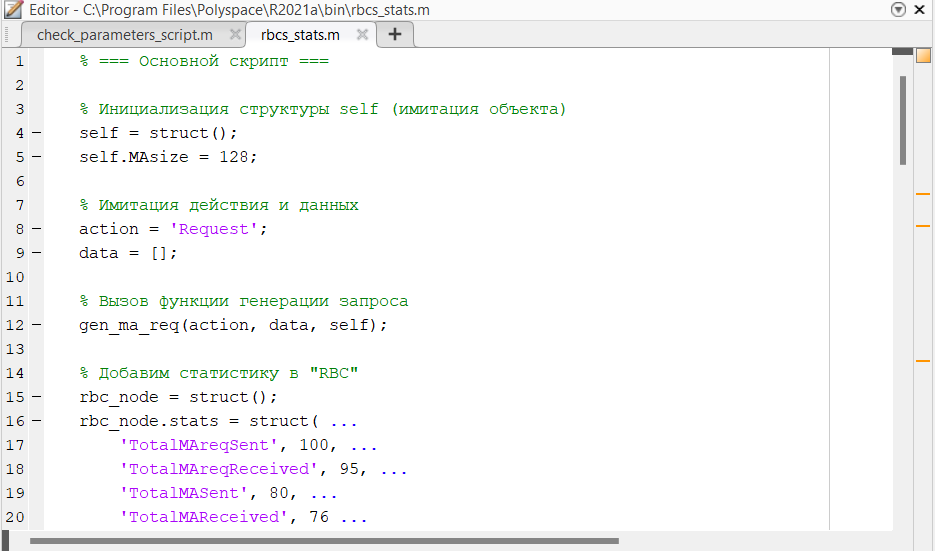 Editor - C:\Program Files\Polyspace\R2021a\bin\rbcs_stats.m
check_parameters_script.m rbcs_stats.m
1 % === Основной скрипт ===
2
3 % Инициализация структуры self (имитация объекта)
4 self = struct();
5 self.MAsize = 128;
6
7 % Имитация действия и данных
8 action = 'Request';
9 data = [];
10
11 % Вызов функции генерации запроса
12 gen_ma_req(action, data, self);
13
14 % Добавим статистику в "RBC"
15 rbc_node = struct();
16 rbc_node.stats = struct( ...
17 'TotalMAreqSent', 100, ...
18 'TotalMAreqReceived', 95, ...
19 'TotalMASent', 80, ...
20 'TotalMAReceived', 76 ...